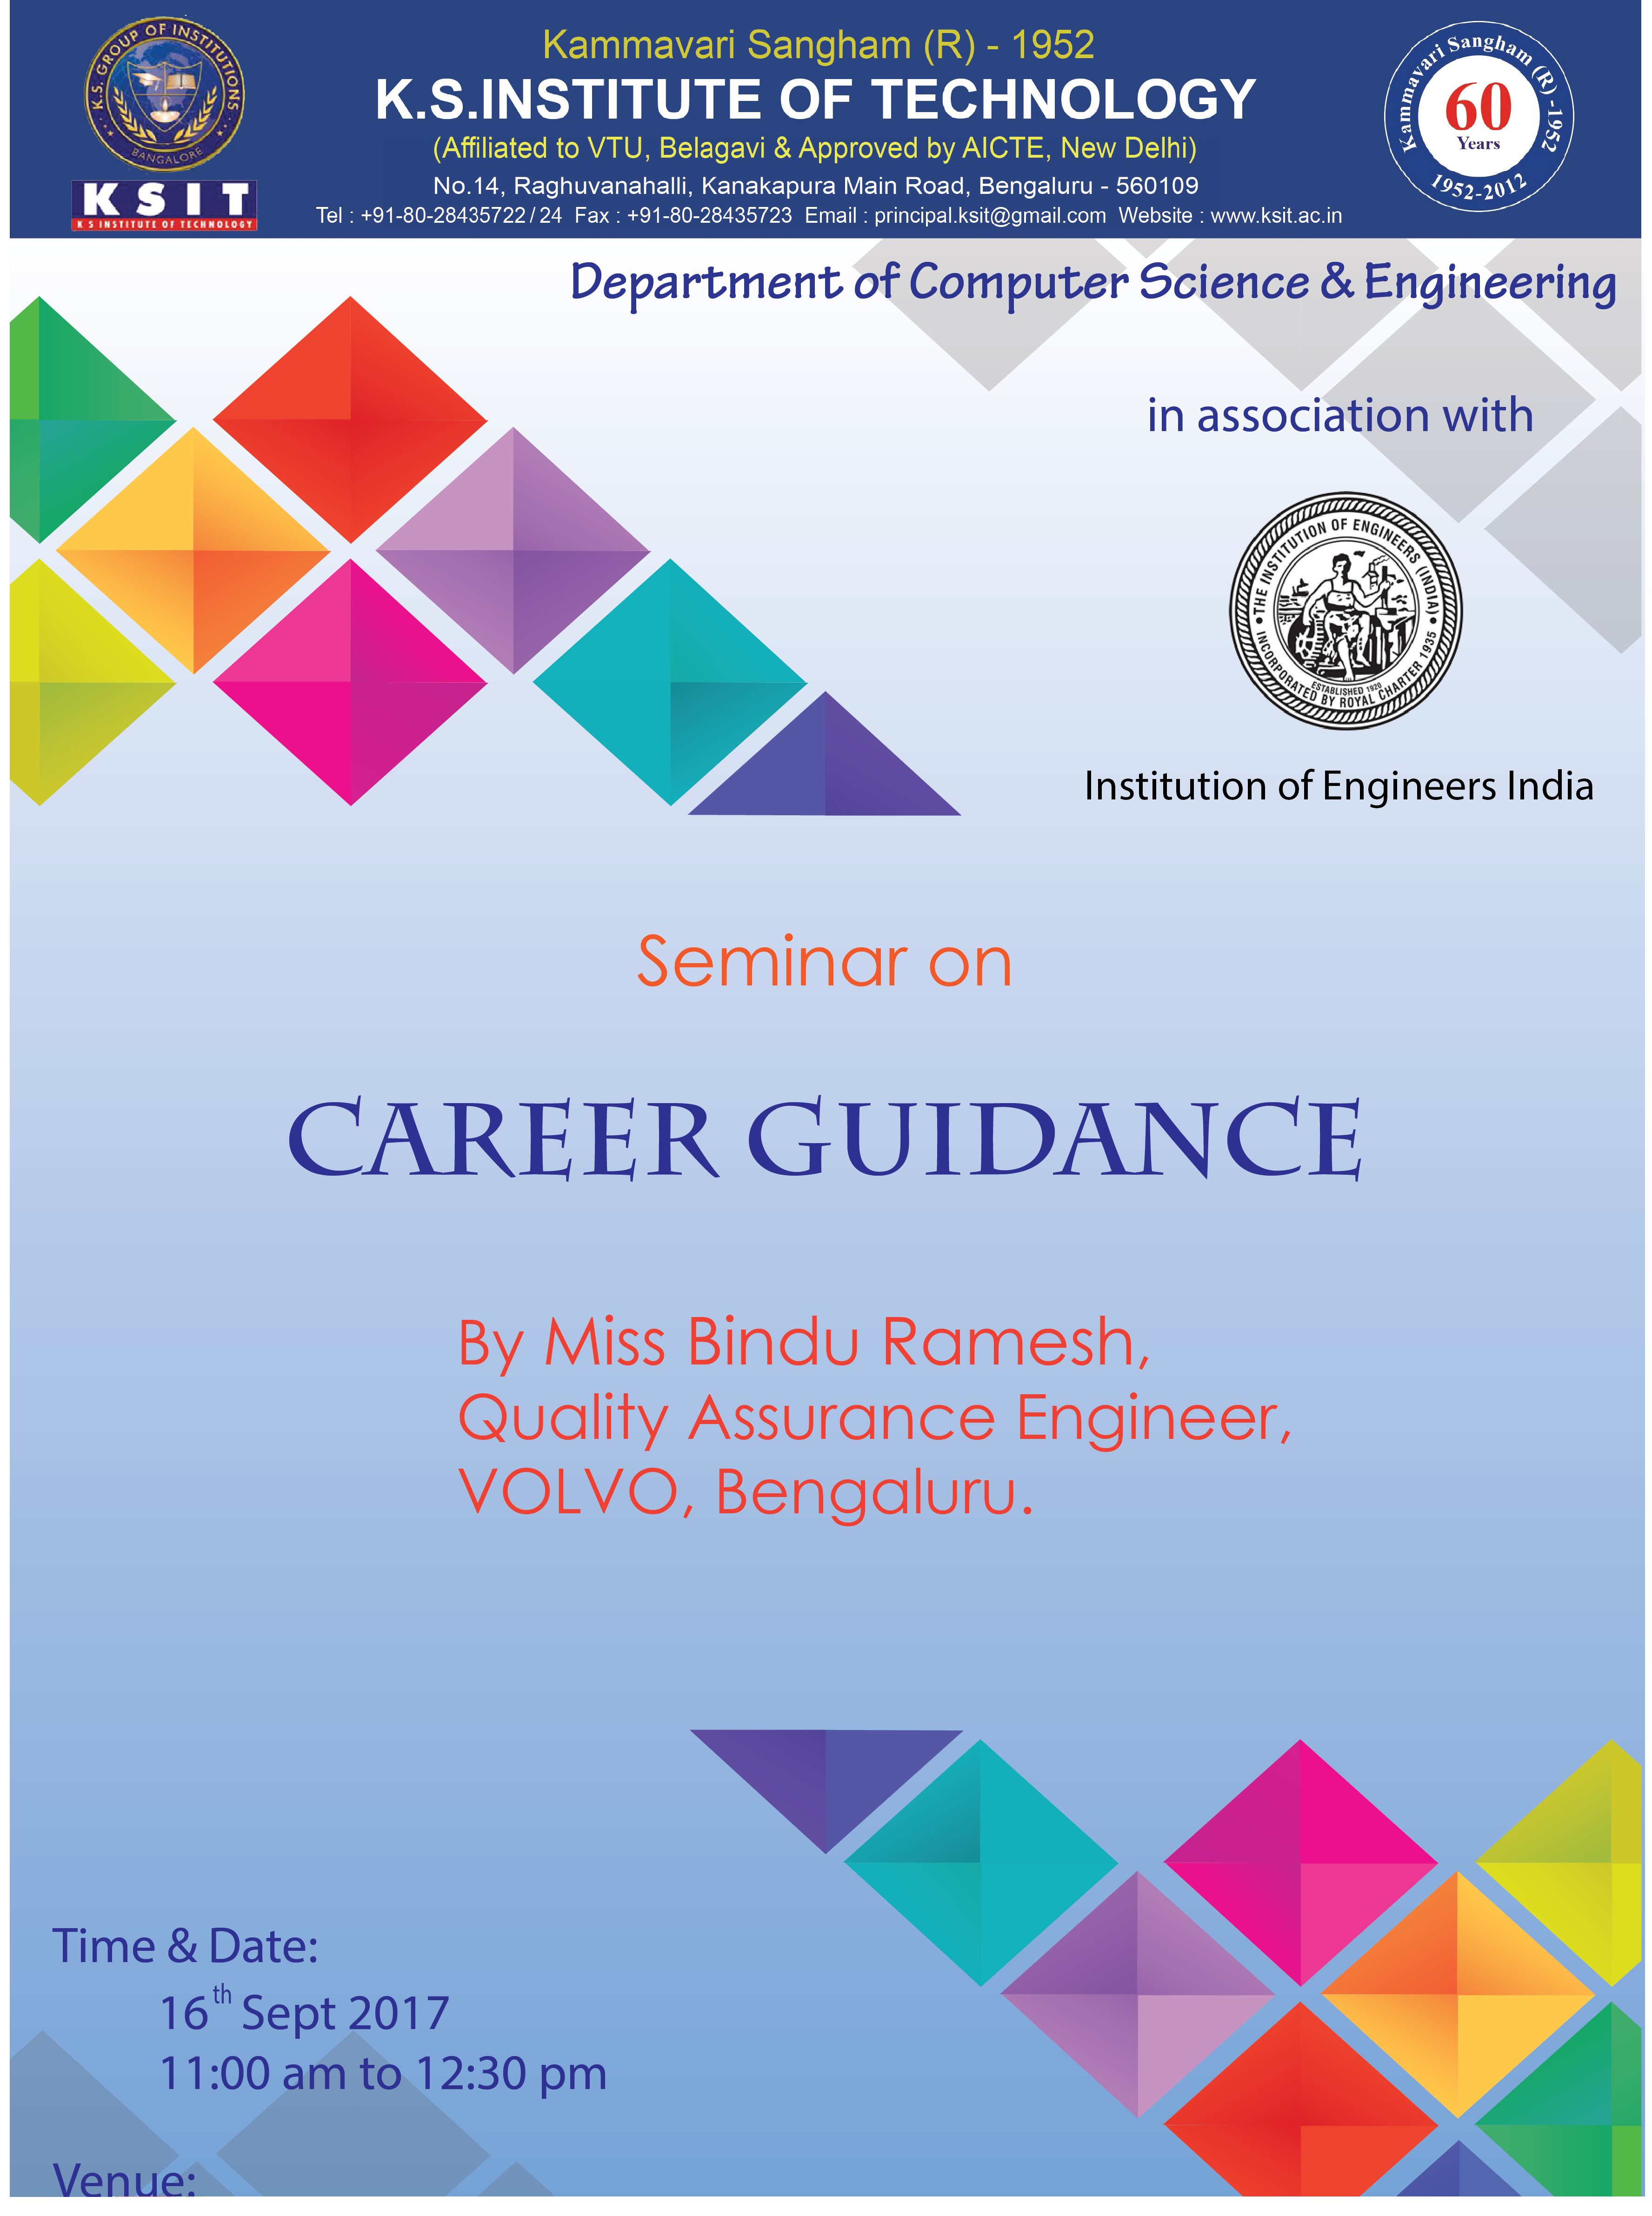 K.S. GROUP OF INSTITUTIONS
BANGALORE
KSIT
K S INSTITUTE OF TECHNOLOGY
Kammavari Sangham (R) - 1952
K.S.INSTITUTE OF TECHNOLOGY
(Affiliated to VTU, Belagavi & Approved by AICTE, New Delhi)
No.14, Raghuvanahalli, Kanakapura Main Road, Bengaluru - 560109
Tel : +91-80-28435722 / 24 Fax : +91-80-28435723 Email : principal.ksit@gmail.com Website : www.ksit.ac.in
Kammavari Sangham (R) -1952
60
Years
1952-2012
Department of Computer Science & Engineering
in association with
THE INSTITUTION OF ENGINEERS (INDIA)
ESTABLISHED 1920
INCORPORATED BY ROYAL CHARTER 1935
Institution of Engineers India
Seminar on
CAREER GUIDANCE
By Miss Bindu Ramesh,
Quality Assurance Engineer,
VOLVO, Bengaluru.
Time & Date:
16th Sept 2017
11:00 am to 12:30 pm
Venue: